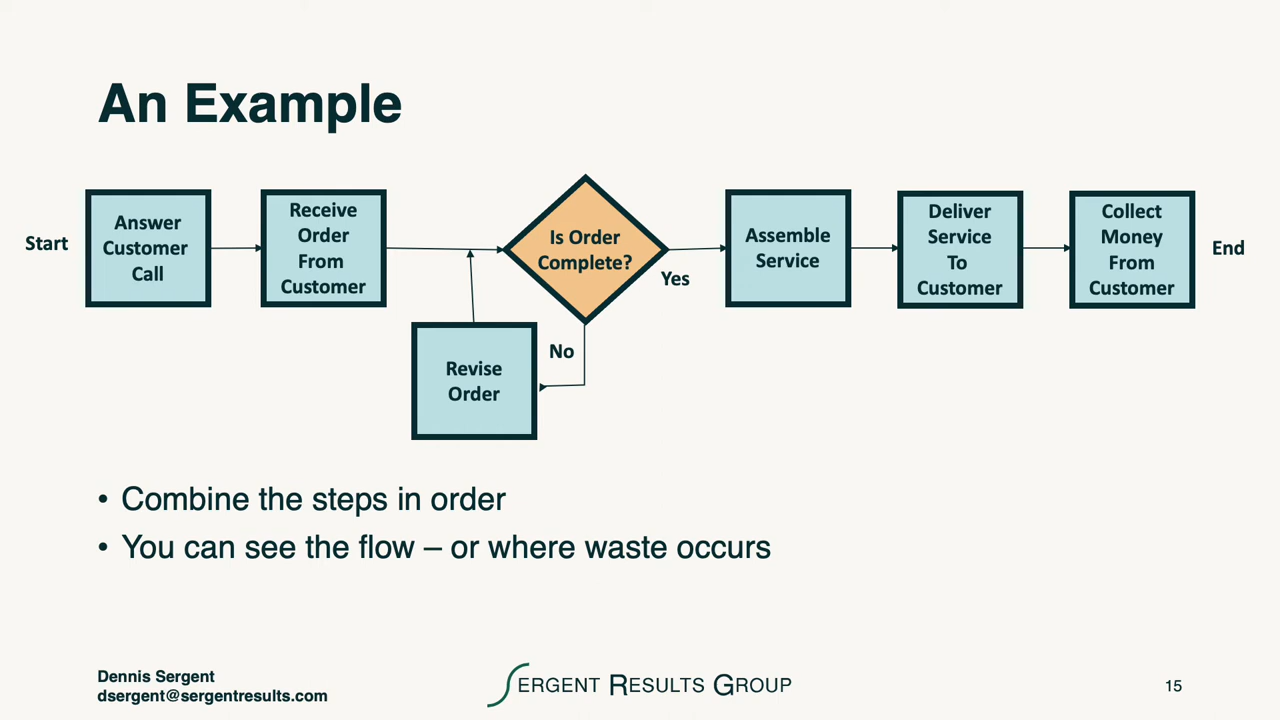 An Example
Start
Answer
Customer
Call
Receive
Order
From
Customer
Is Order
Complete?
Yes
No
Revise
Order
Assemble
Service
Deliver
Service
To
Customer
Collect
Money
From
Customer
End
• Combine the steps in order
• You can see the flow – or where waste occurs
Dennis Sergent
dsergent@sergentresults.com
SERGENT RESULTS GROUP
15